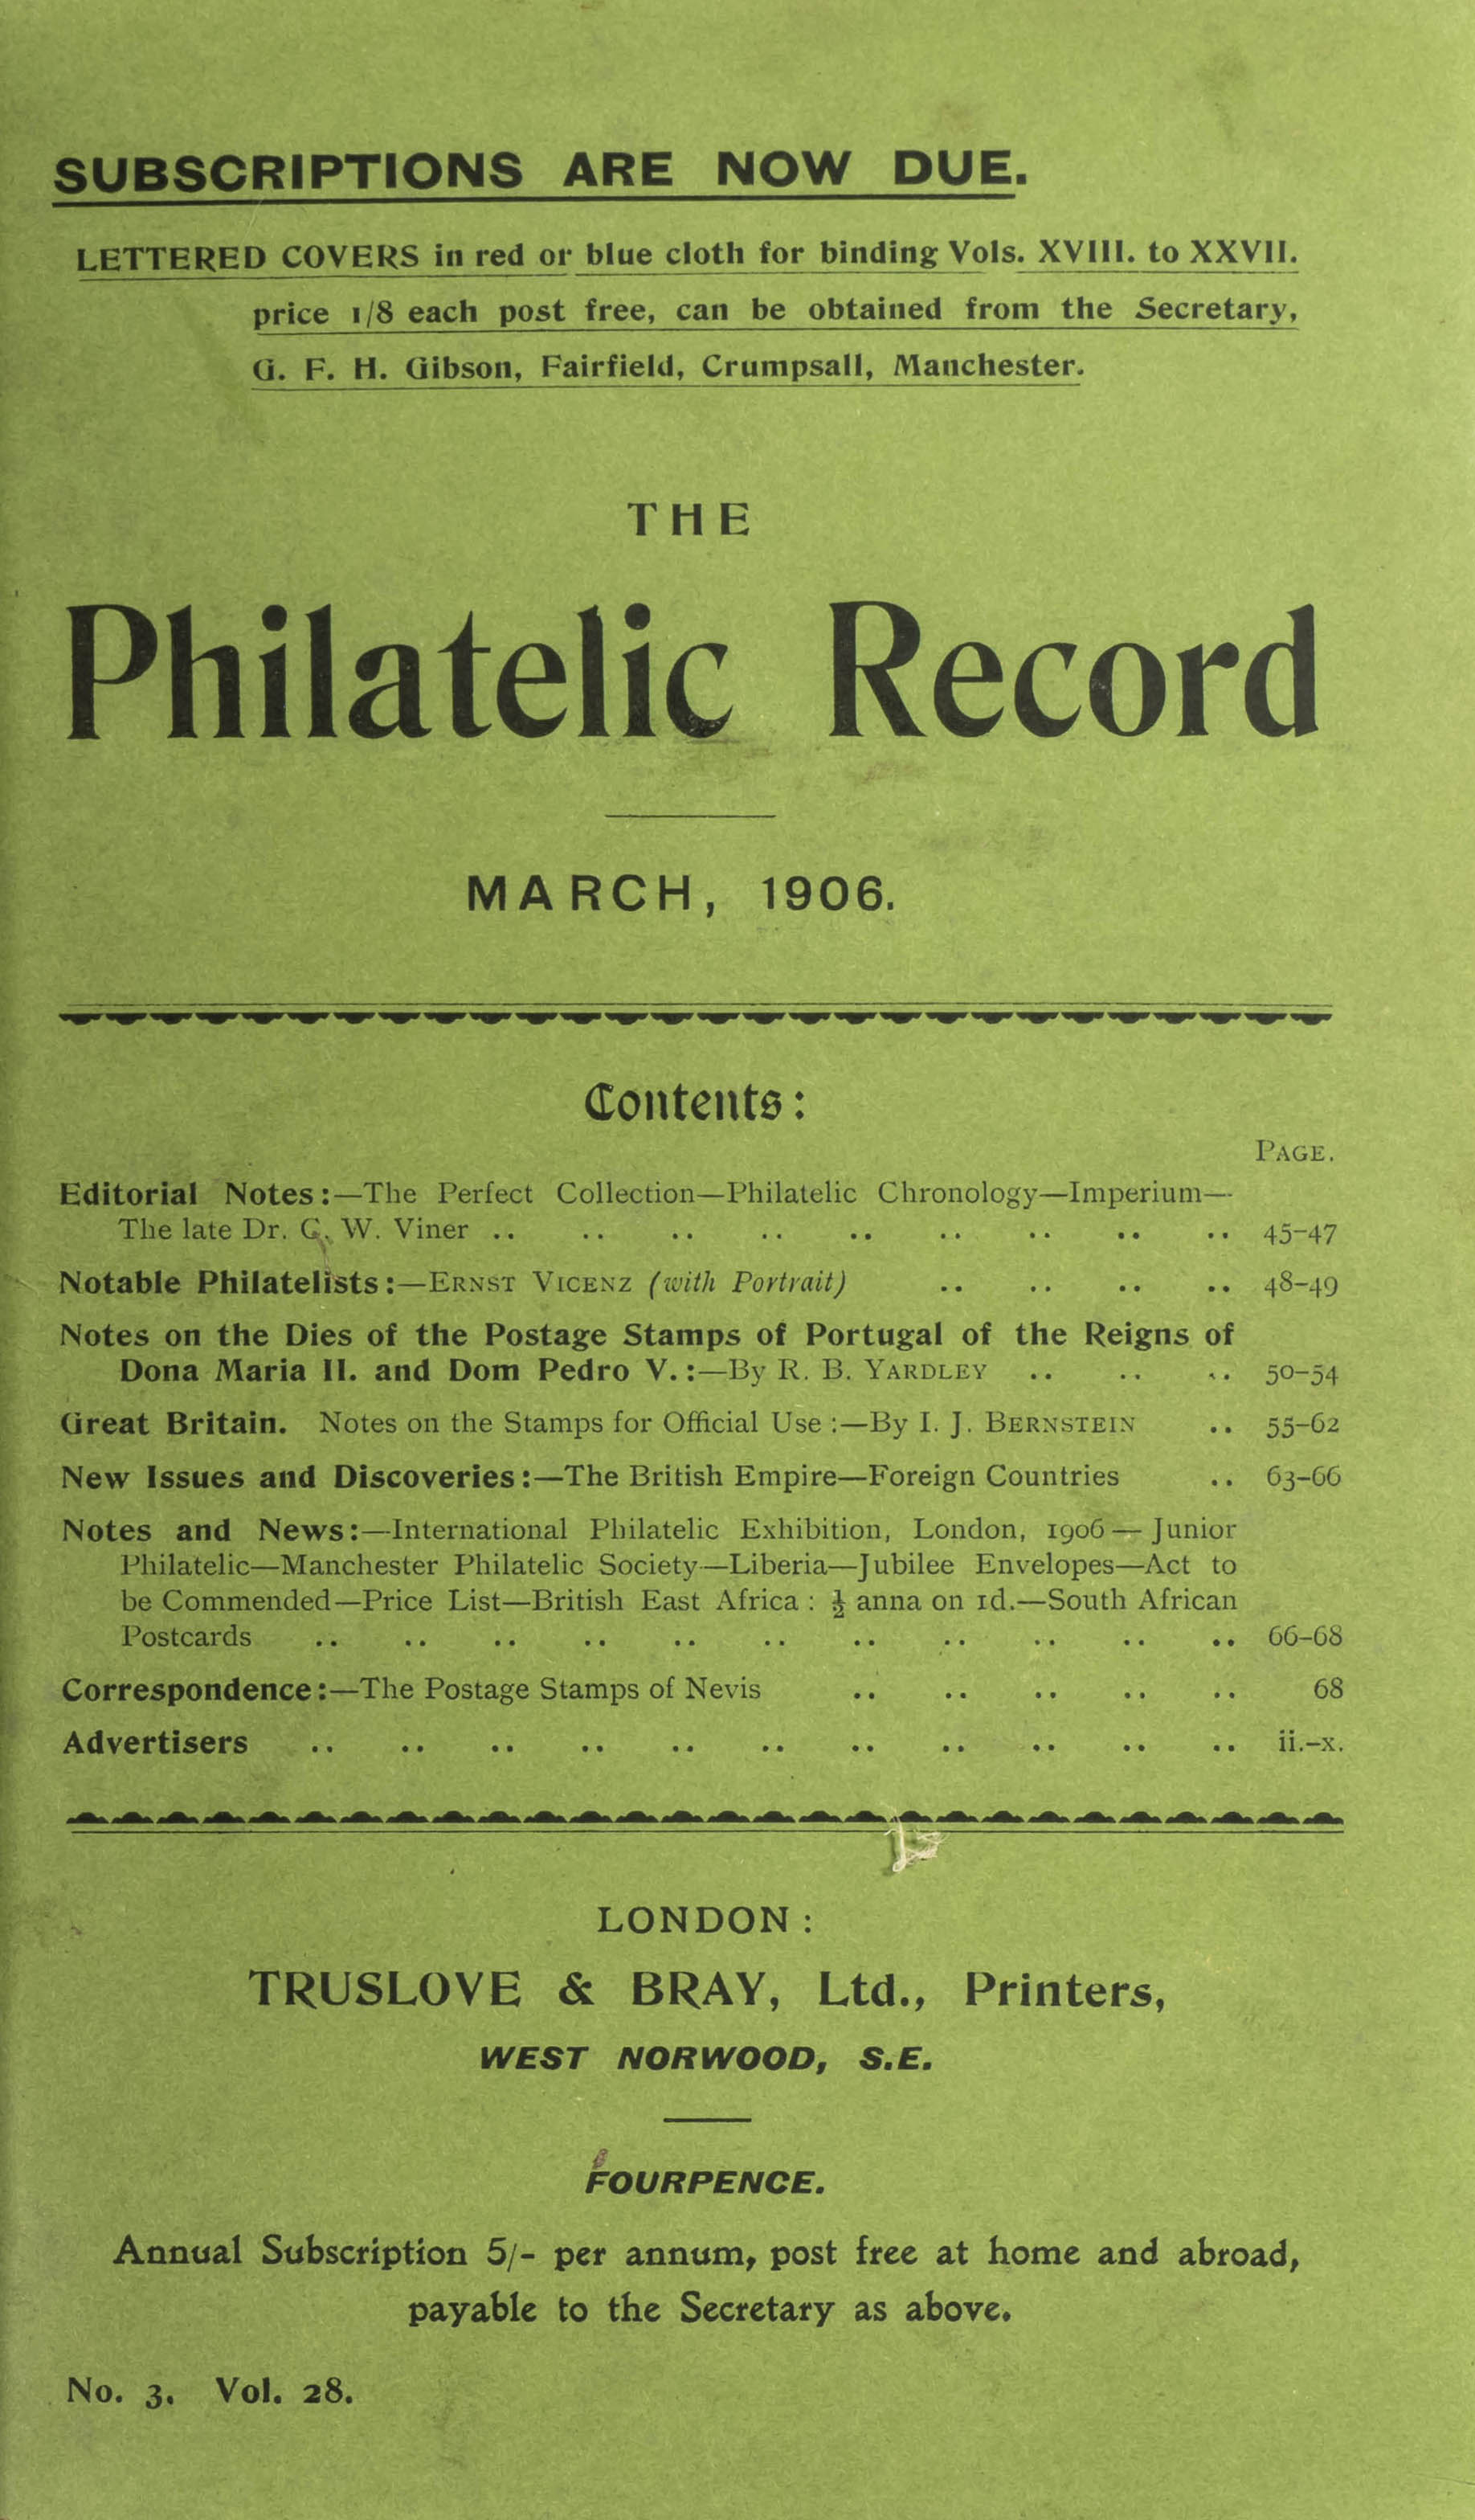 SUBSCRIPTIONS ARE NOW DUE.
LETTERED COVERS in red or blue cloth for binding Vols. XVIII. to XXVII.
price 1/8 each post free, can be obtained from the Secretary,
G. F. H. Gibson, Fairfield, Crumpsall, Manchester.
THE
Philatelic Record
MARCH, 1906.
Contents:
PAGE.
Editorial Notes:—The Perfect Collection—Philatelic Chronology—Imperium—
The late Dr. C. W. Viner .. .. .. .. .. .. .. .. .. 45-47
Notable Philatelists:—ERNST VICENZ (with Portrait) .. .. .. .. 48-49
Notes on the Dies of the Postage Stamps of Portugal of the Reigns of
Dona Maria II. and Dom Pedro V.:—By R. B. YARDLEY .. .. .. 50-54
Great Britain. Notes on the Stamps for Official Use:—By I. J. BERNSTEIN .. 55-62
New Issues and Discoveries:—The British Empire—Foreign Countries .. 63-66
Notes and News:—International Philatelic Exhibition, London, 1906—Junior
Philatelic—Manchester Philatelic Society—Liberia—Jubilee Envelopes—Act to
be Commended—Price List—British East Africa: ½ anna on 1d.—South African
Postcards .. .. .. .. .. .. .. .. .. .. .. 66-68
Correspondence:—The Postage Stamps of Nevis .. .. .. .. .. 68
Advertisers .. .. .. .. .. .. .. .. .. .. .. ii.-x.
LONDON:
TRUSLOVE & BRAY, Ltd., Printers,
WEST NORWOOD, S.E.
FOURPENCE.
Annual Subscription 5/- per annum, post free at home and abroad,
payable to the Secretary as above.
No. 3. Vol. 28.